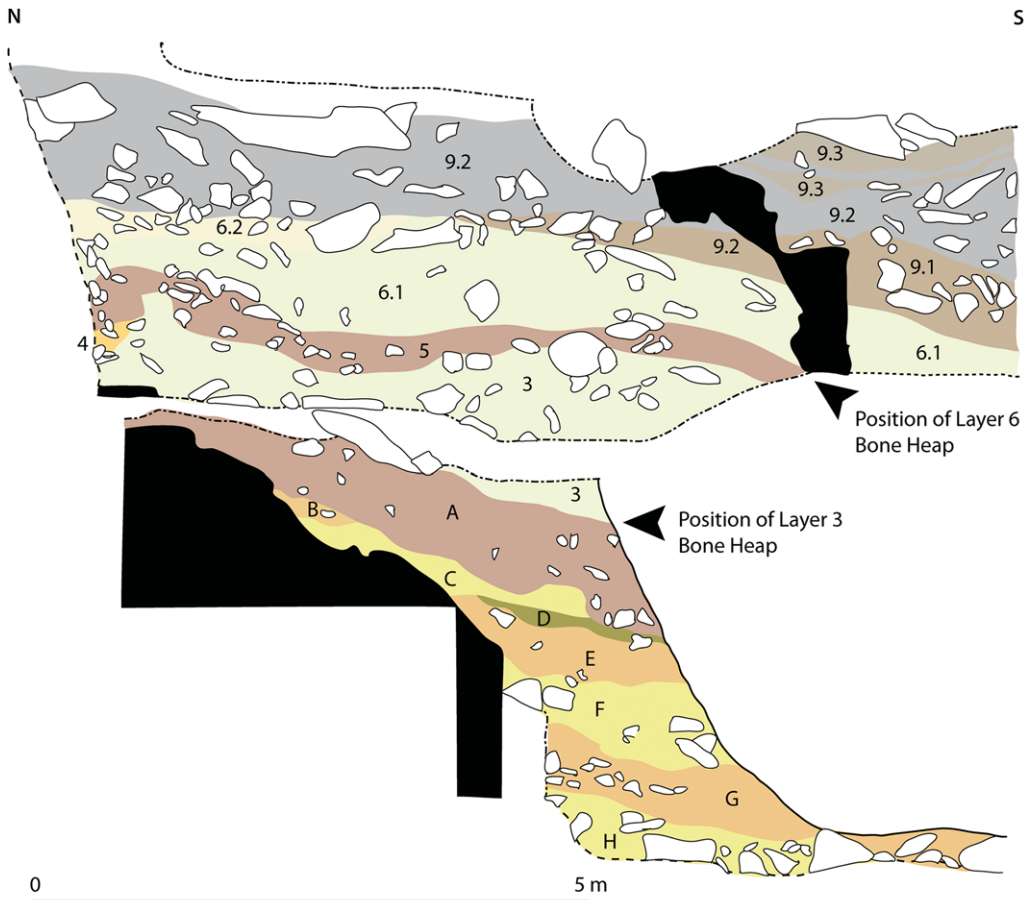 N
S
9.3
9.2
9.3
9.2
6.2
9.2
9.1
6.1
4
5
6.1
3
Position of Layer 6
Bone Heap
3
B
A
Position of Layer 3
Bone Heap
C
D
E
F
G
H
0
5 m